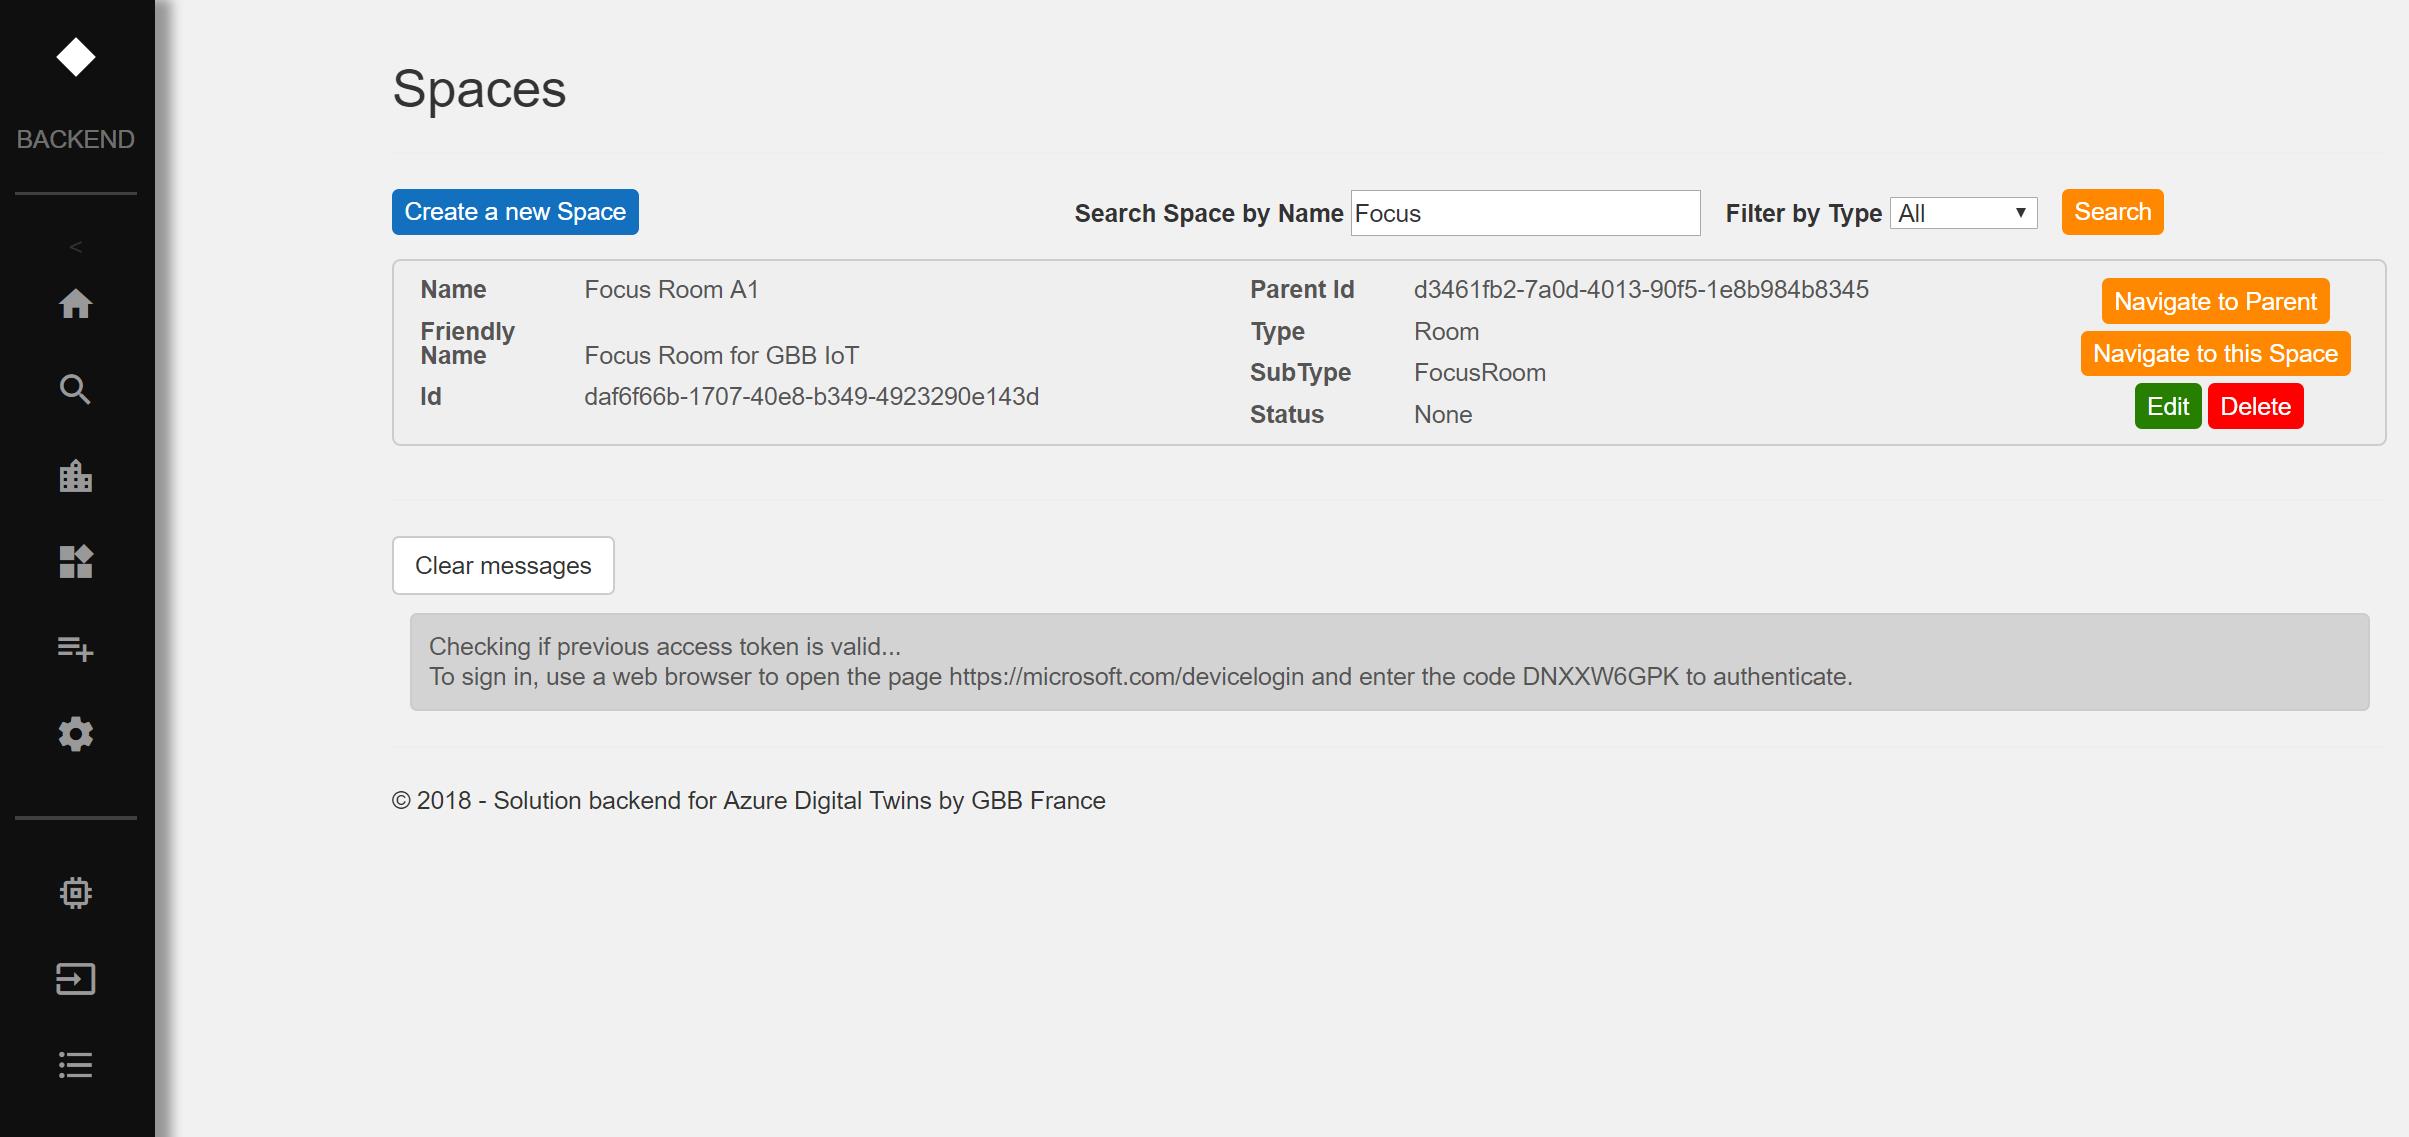 BACKEND
<
Spaces
Create a new Space
Search Space by Name Focus
Filter by Type All
Search
Name Focus Room A1
Friendly Name Focus Room for GBB IoT
Id daf6f66b-1707-40e8-b349-4923290e143d
Parent Id d3461fb2-7a0d-4013-90f5-1e8b984b8345
Type Room
SubType FocusRoom
Status None
Navigate to Parent
Navigate to this Space
Edit Delete
Clear messages
Checking if previous access token is valid...
To sign in, use a web browser to open the page https://microsoft.com/devicelogin and enter the code DNXXW6GPK to authenticate.
© 2018 - Solution backend for Azure Digital Twins by GBB France